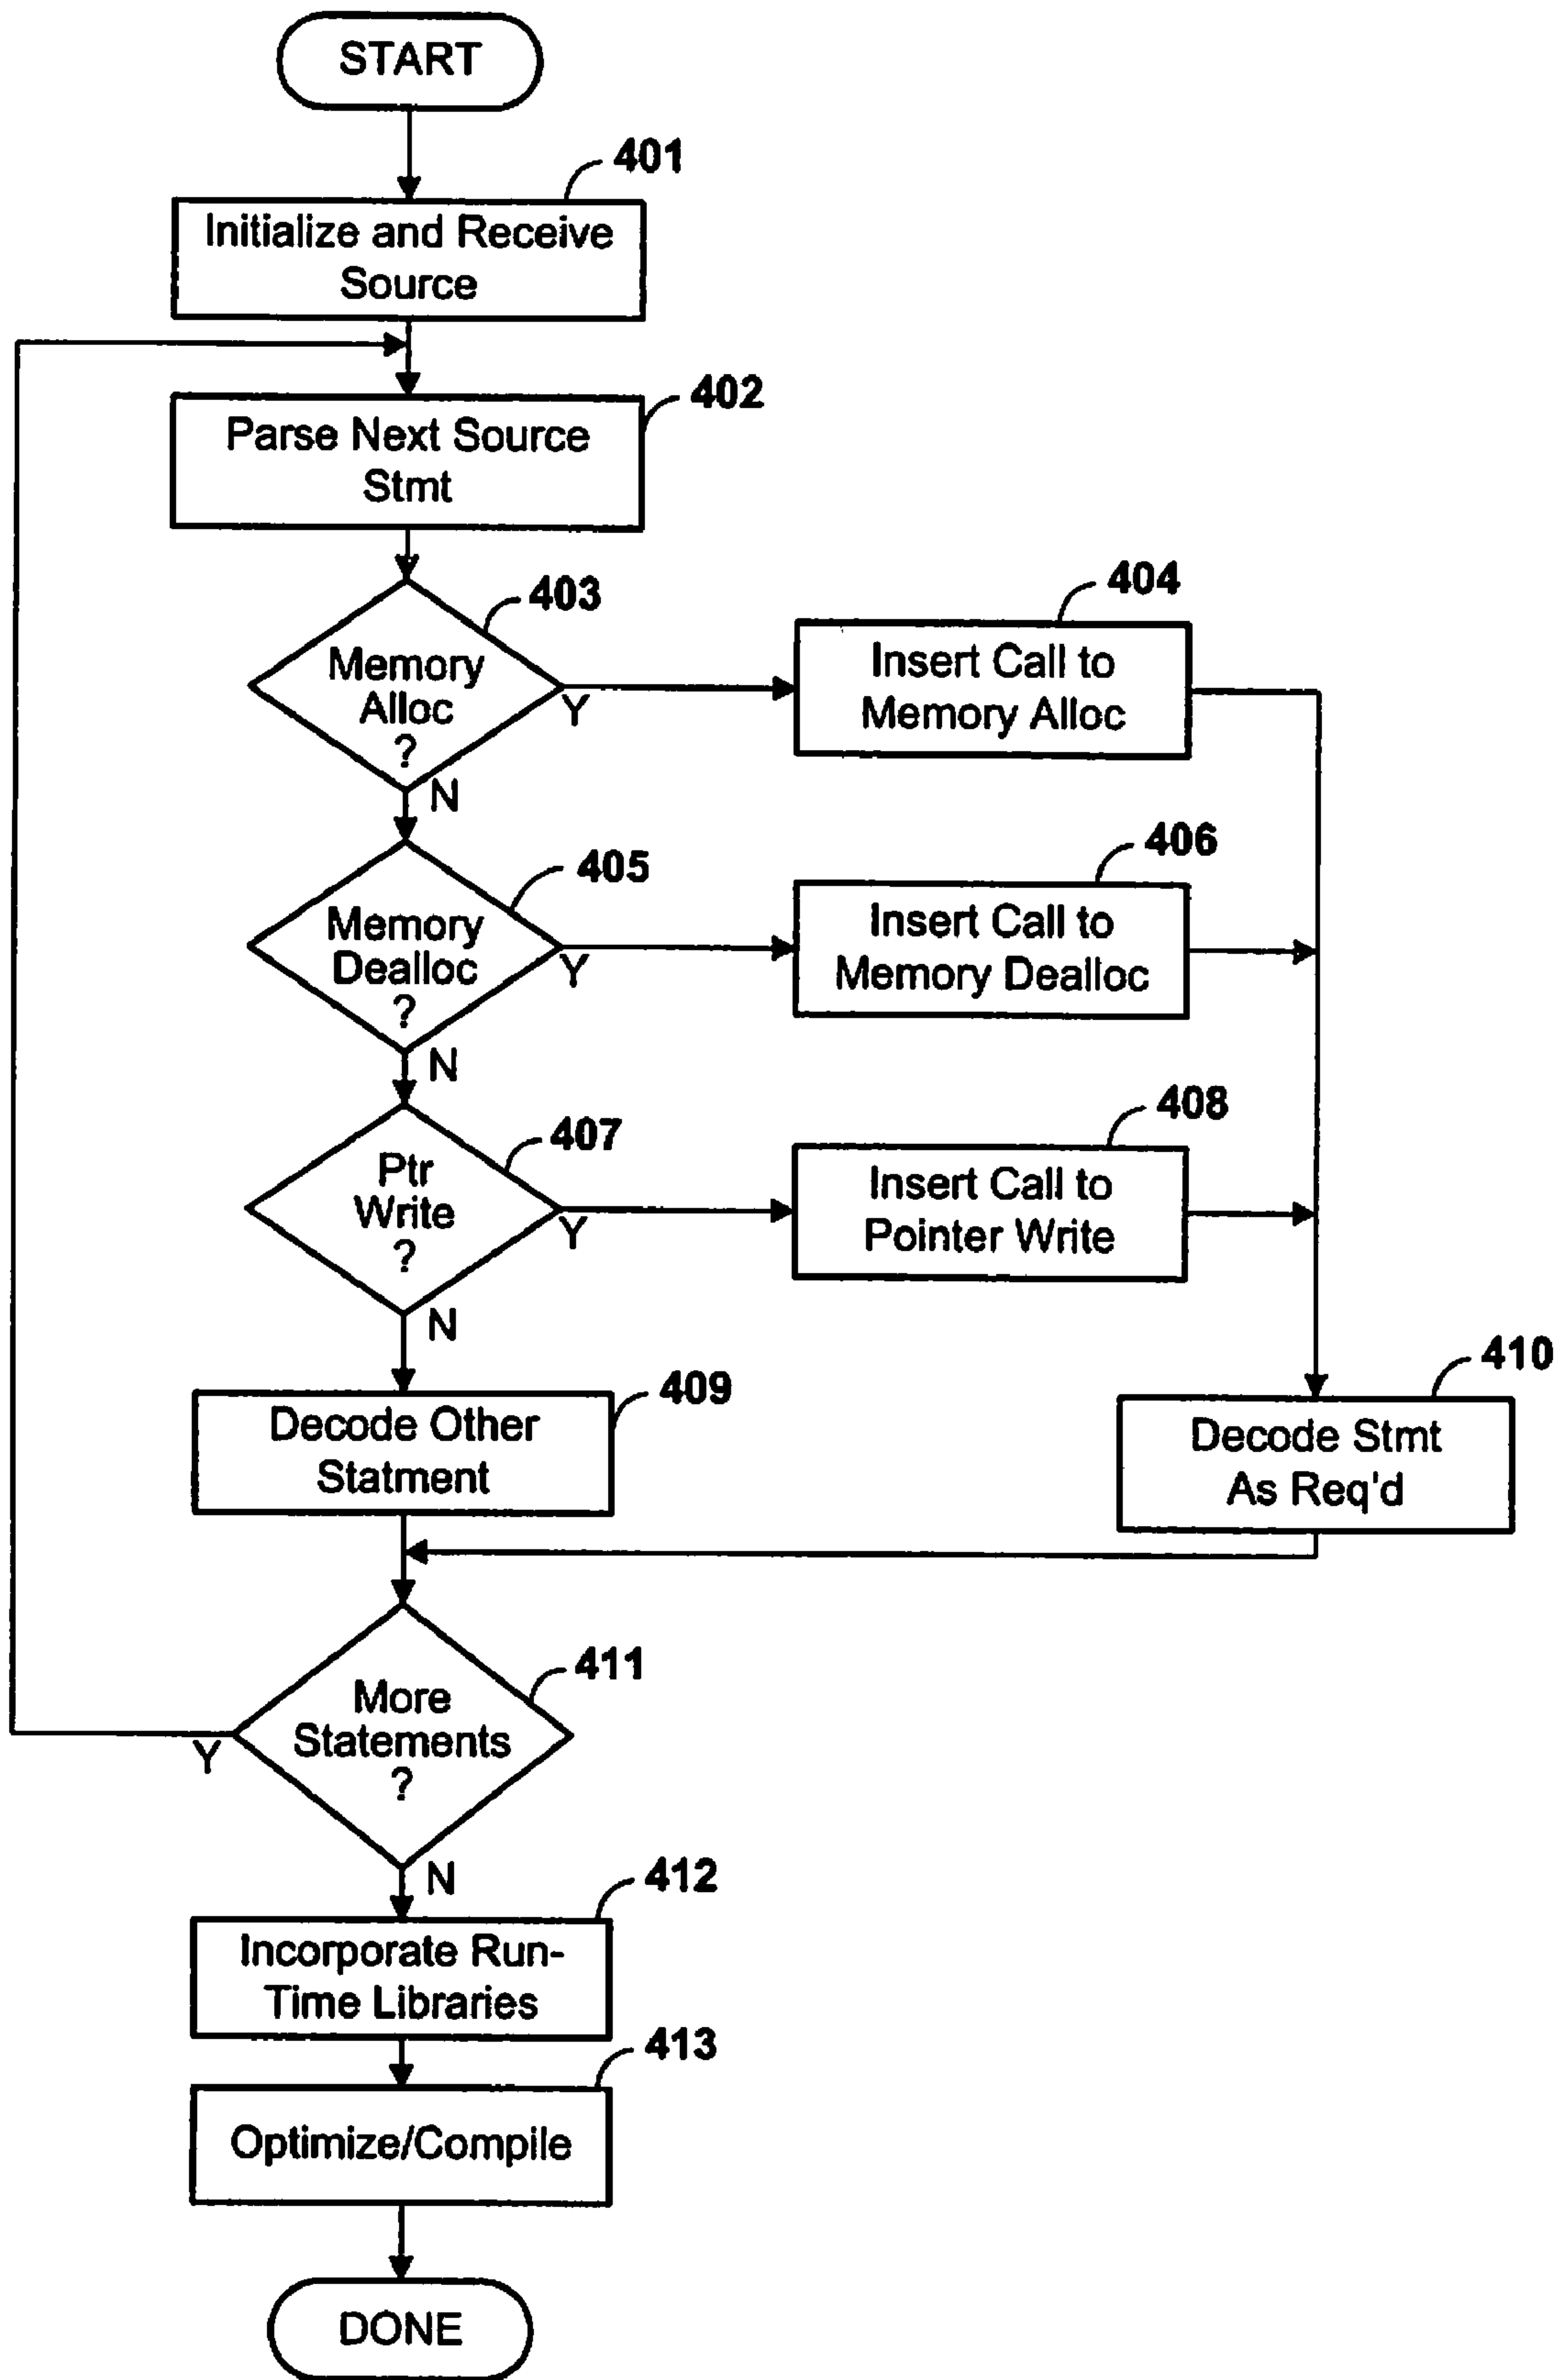 START
401
Initialize and Receive
Source
402
Parse Next Source
Stmt
403
Memory
Alloc
?
Y
N
404
Insert Call to
Memory Alloc
405
Memory
Dealloc
?
Y
N
406
Insert Call to
Memory Dealloc
407
Ptr
Write
?
Y
N
408
Insert Call to
Pointer Write
409
Decode Other
Statment
410
Decode Stmt
As Req'd
411
More
Statements
?
Y
N
412
Incorporate Run-
Time Libraries
413
Optimize/Compile
DONE